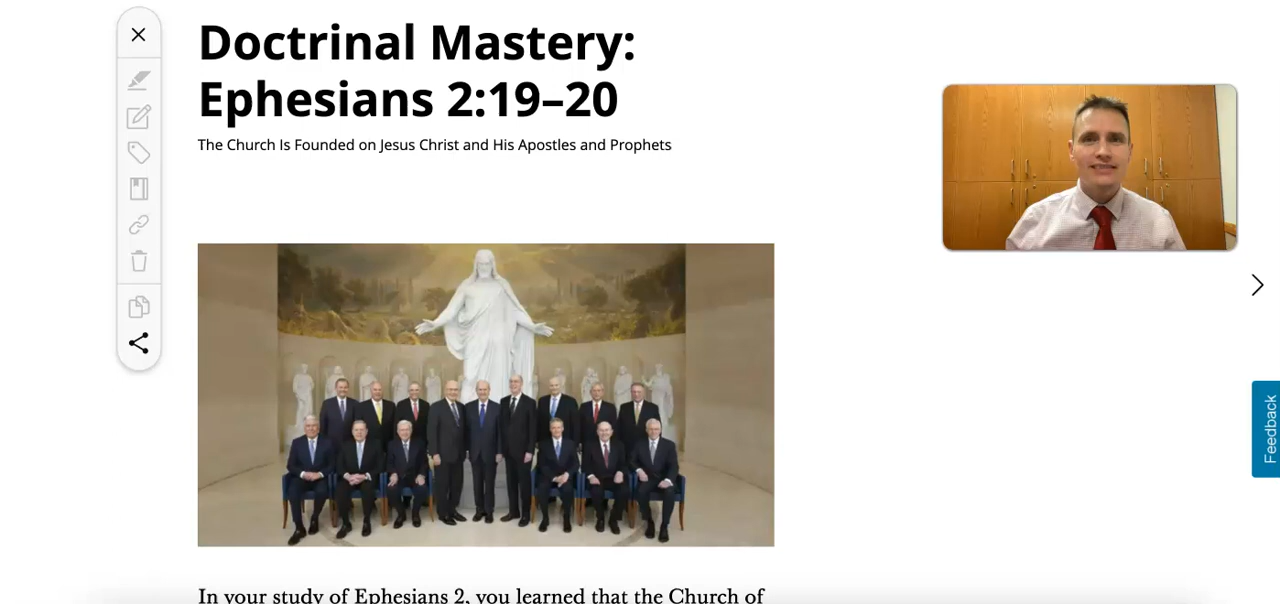 Doctrinal Mastery:
Ephesians 2:19–20
The Church Is Founded on Jesus Christ and His Apostles and Prophets
Feedback
In your study of Ephesians 2, you learned that the Church of